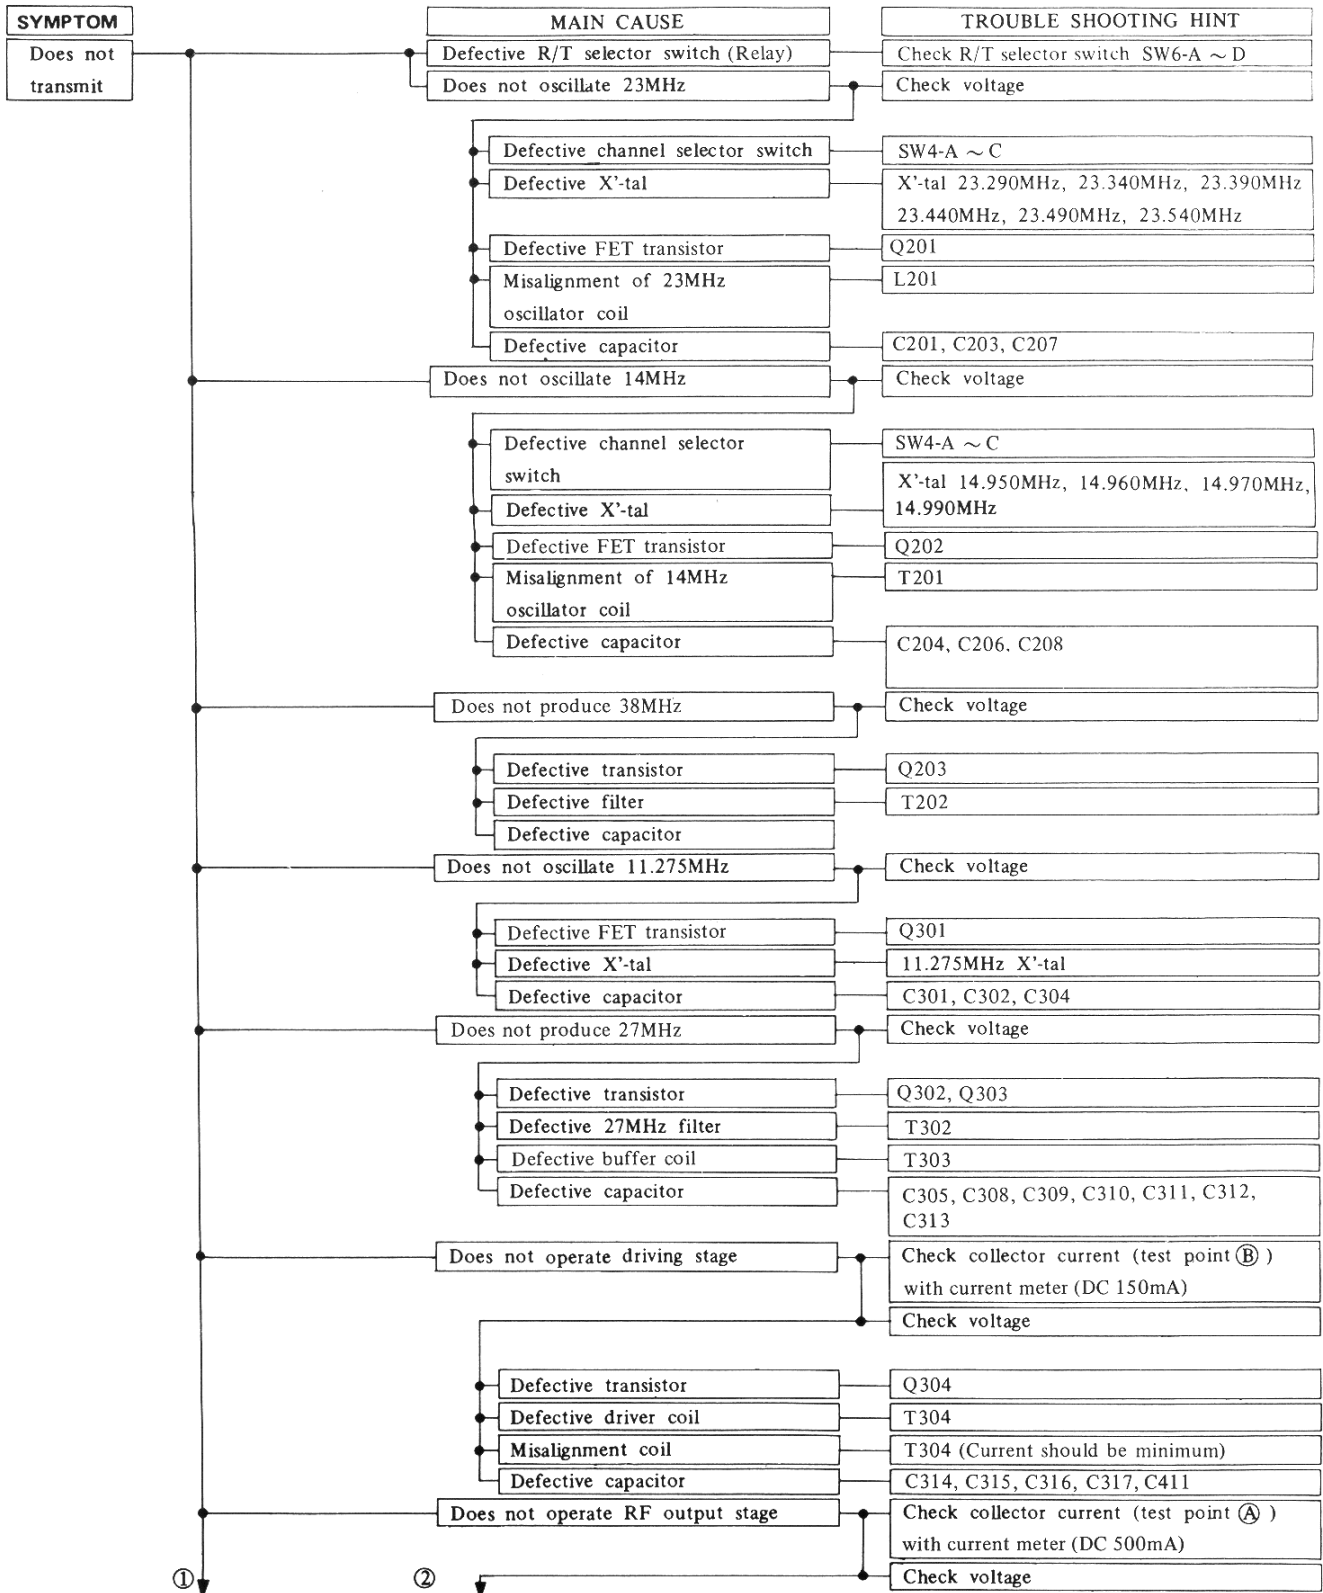 SYMPTOM
MAIN CAUSE
TROUBLE SHOOTING HINT
Does not
transmit
Defective R/T selector switch (Relay)
Check R/T selector switch SW6-A ~ D
Does not oscillate 23MHz
Check voltage
Defective channel selector switch
SW4-A ~ C
Defective X'-tal
X'-tal 23.290MHz, 23.340MHz, 23.390MHz
23.440MHz, 23.490MHz, 23.540MHz
Defective FET transistor
Q201
Misalignment of 23MHz
oscillator coil
L201
Defective capacitor
C201, C203, C207
Does not oscillate 14MHz
Check voltage
Defective channel selector
switch
SW4-A ~ C
Defective X'-tal
X'-tal 14.950MHz, 14.960MHz, 14.970MHz,
14.990MHz
Defective FET transistor
Q202
Misalignment of 14MHz
oscillator coil
T201
Defective capacitor
C204, C206, C208
Does not produce 38MHz
Check voltage
Defective transistor
Q203
Defective filter
T202
Defective capacitor
Does not oscillate 11.275MHz
Check voltage
Defective FET transistor
Q301
Defective X'-tal
11.275MHz X'-tal
Defective capacitor
C301, C302, C304
Does not produce 27MHz
Check voltage
Defective transistor
Q302, Q303
Defective 27MHz filter
T302
Defective buffer coil
T303
Defective capacitor
C305, C308, C309, C310, C311, C312,
C313
Does not operate driving stage
Check collector current (test point Ⓑ )
with current meter (DC 150mA)
Check voltage
Defective transistor
Q304
Defective driver coil
T304
Misalignment coil
T304 (Current should be minimum)
Defective capacitor
C314, C315, C316, C317, C411
Does not operate RF output stage
Check collector current (test point Ⓐ )
with current meter (DC 500mA)
Check voltage
①
②